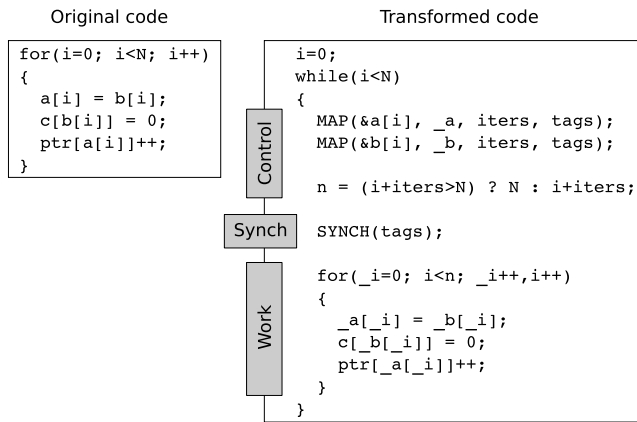 Original code
for(i=0; i<N; i++)
{
a[i] = b[i];
c[b[i]] = 0;
ptr[a[i]]++;
}
Transformed code
i=0;
while(i<N)
{
MAP(&a[i], _a, iters, tags);
MAP(&b[i], _b, iters, tags);
n = (i+iters>N) ? N : i+iters;
SYNCH(tags);
for(_i=0; i<n; _i++,i++)
{
_a[_i] = _b[_i];
c[_b[_i]] = 0;
ptr[_a[_i]]++;
}
}
Control
Synch
Work